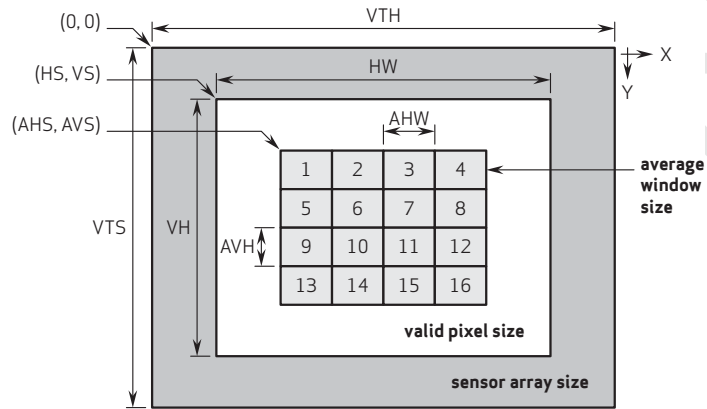 VTH
(0, 0)
X
HW
(HS, VS)
Y
AHW
(AHS, AVS)
1 2 3 4
average
window
size
5 6 7 8
VTS
VH
AVH
9 10 11 12
13 14 15 16
valid pixel size
sensor array size